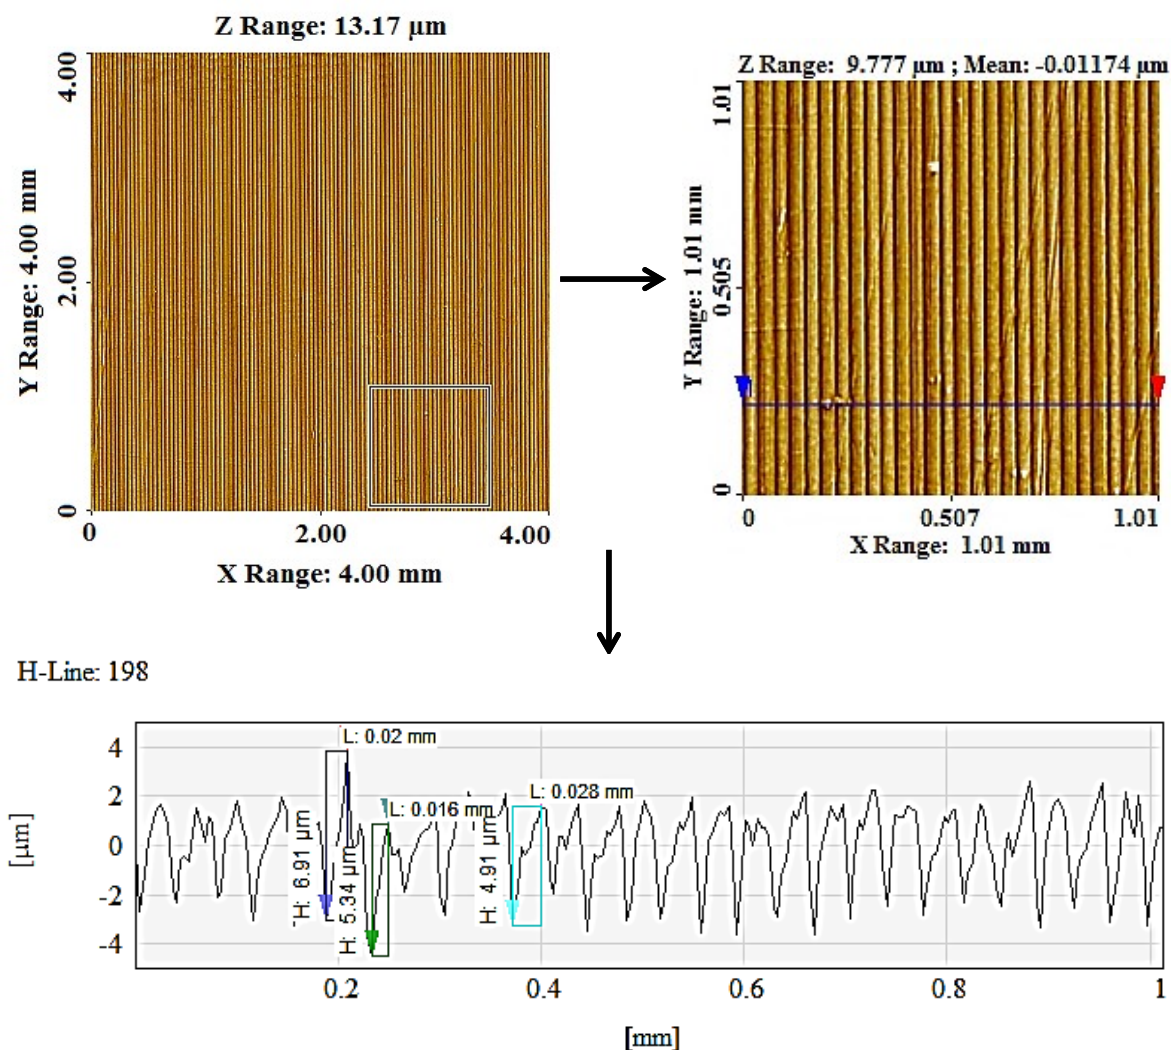 Z Range: 13.17 µm
4.00
2.00
0
Y Range: 4.00 mm
0
2.00
4.00
X Range: 4.00 mm
Z Range: 9.777 µm ; Mean: -0.01174 µm
1.01
0.505
0
Y Range: 1.01 mm
0
0.507
1.01
X Range: 1.01 mm
H-Line: 198
4
2
0
-2
-4
[µm]
L: 0.02 mm
H: 6.91 µm
L: 0.016 mm
H: 5.34 µm
L: 0.028 mm
H: 4.91 µm
0.2
0.4
0.6
0.8
1
[mm]